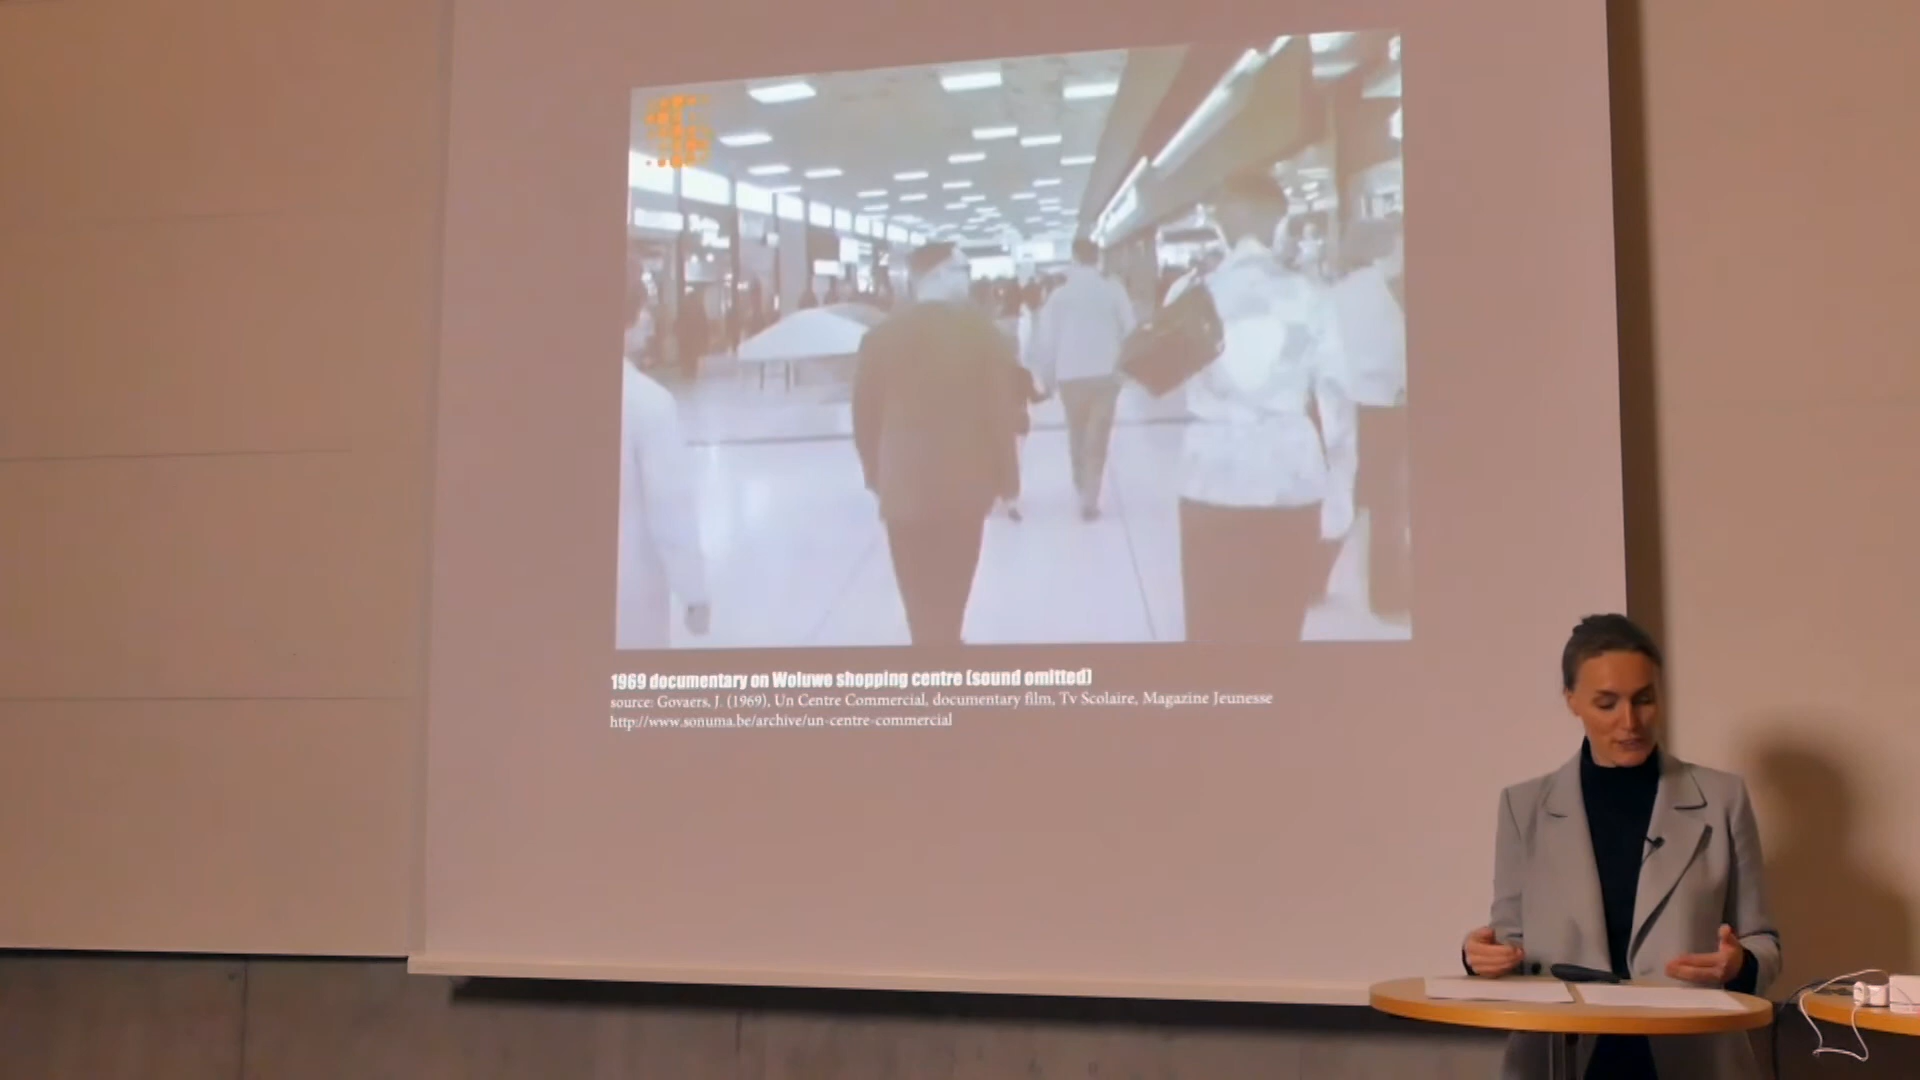 1969 documentary on Woluwe shopping centre (sound omitted)
source: Govaers, J. (1969), Un Centre Commercial, documentary film, Tv Scolaire, Magazine Jeunesse
http://www.sonuma.be/archive/un-centre-commercial